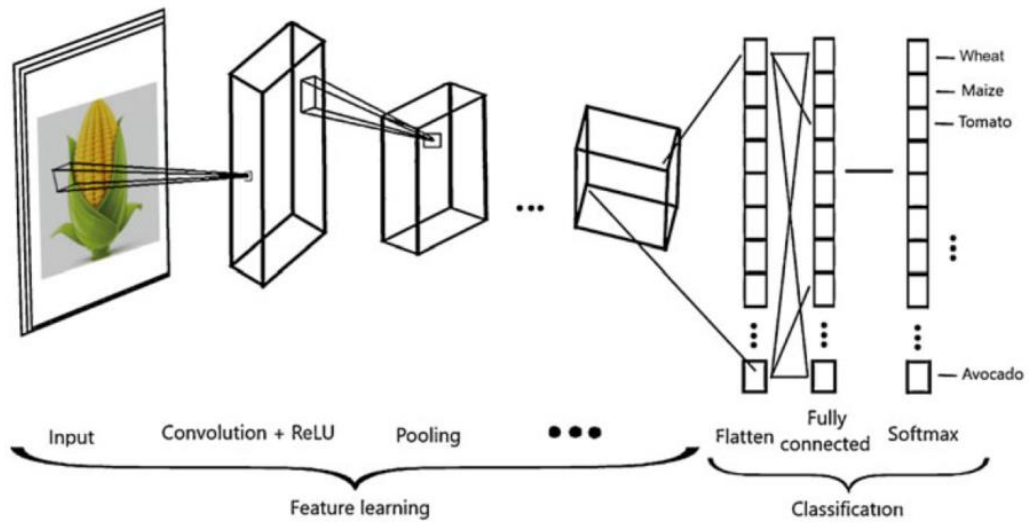 Wheat
Maize
Tomato
Avocado
Input
Convolution + ReLU
Pooling
Flatten
Fully
connected
Softmax
Feature learning
Classification